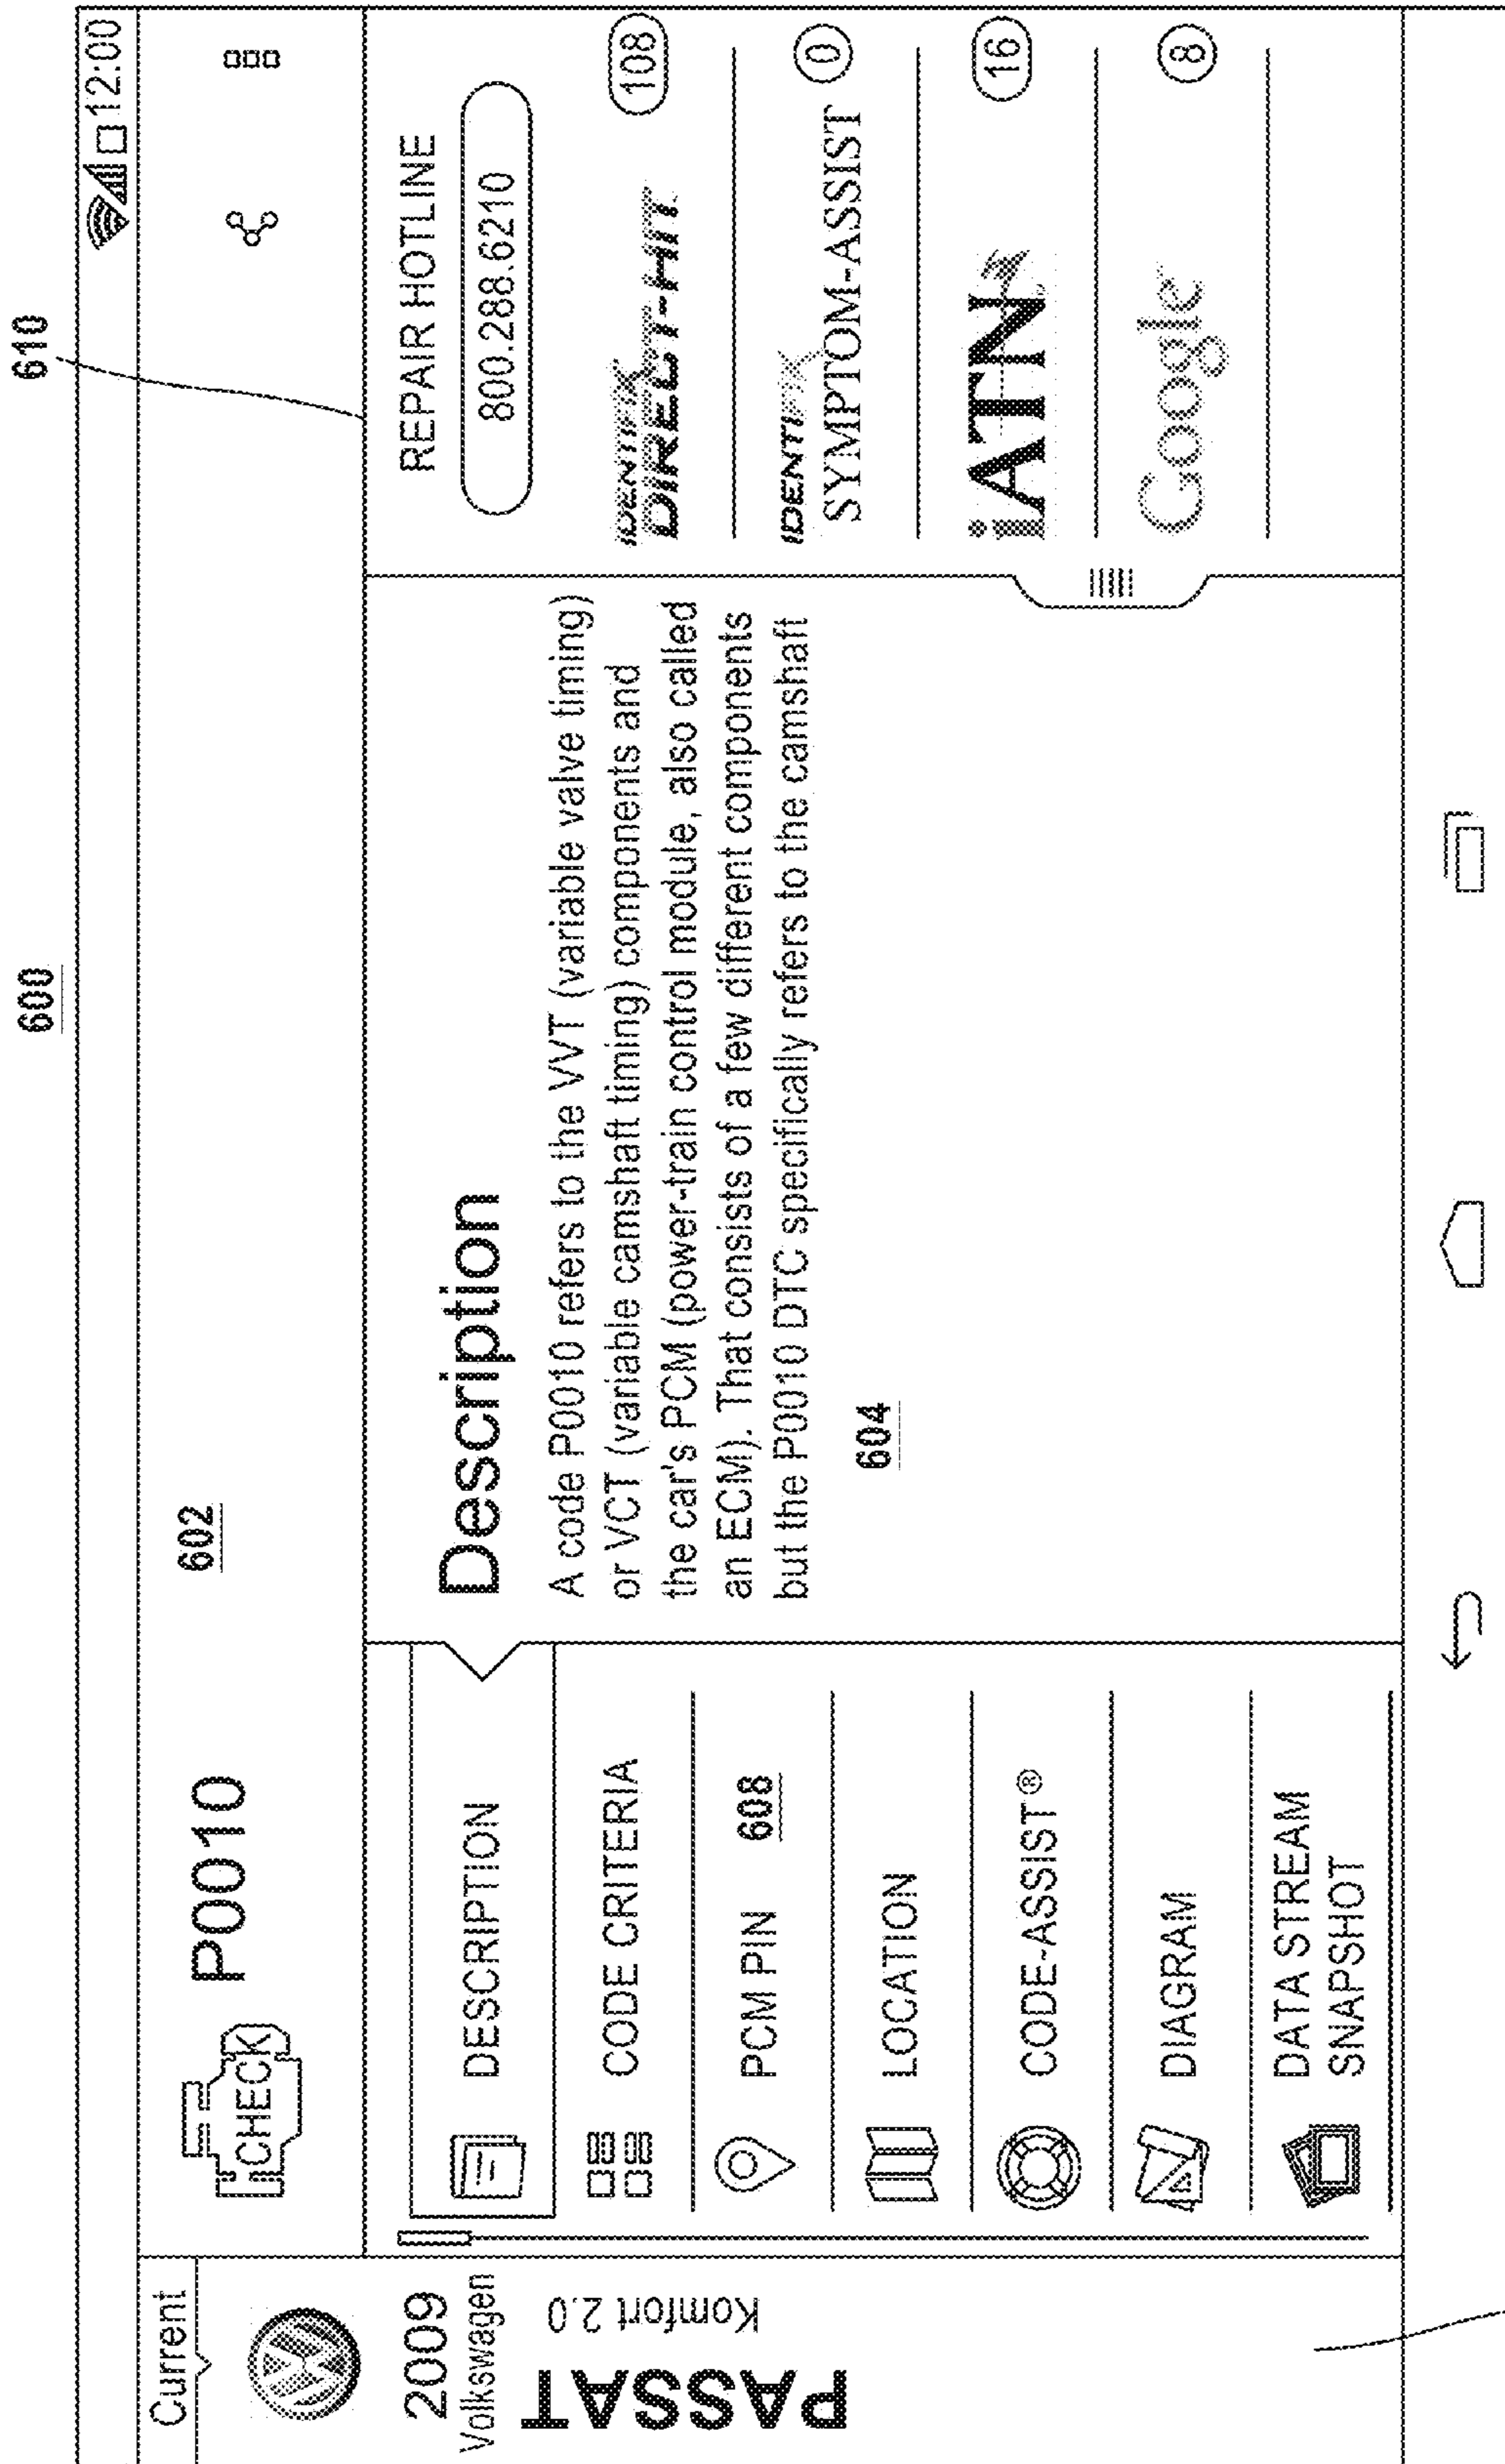 600
610
12:00
Current
2009
Volkswagen
PASSAT
Komfort 2.0
CHECK
P0010
602
DESCRIPTION
CODE CRITERIA
PCM PIN
608
LOCATION
CODE-ASSIST®
DIAGRAM
DATA STREAM
SNAPSHOT
Description
A code P0010 refers to the VVT (variable valve timing)
or VCT (variable camshaft timing) components and
the car's PCM (power-train control module, also called
an ECM). That consists of a few different components
but the P0010 DTC specifically refers to the camshaft
604
REPAIR HOTLINE
800.288.6210
IDENTIFIX
DIRECT-HIT
108
IDENTIFIX
SYMPTOM-ASSIST
0
iATN
16
Google
8